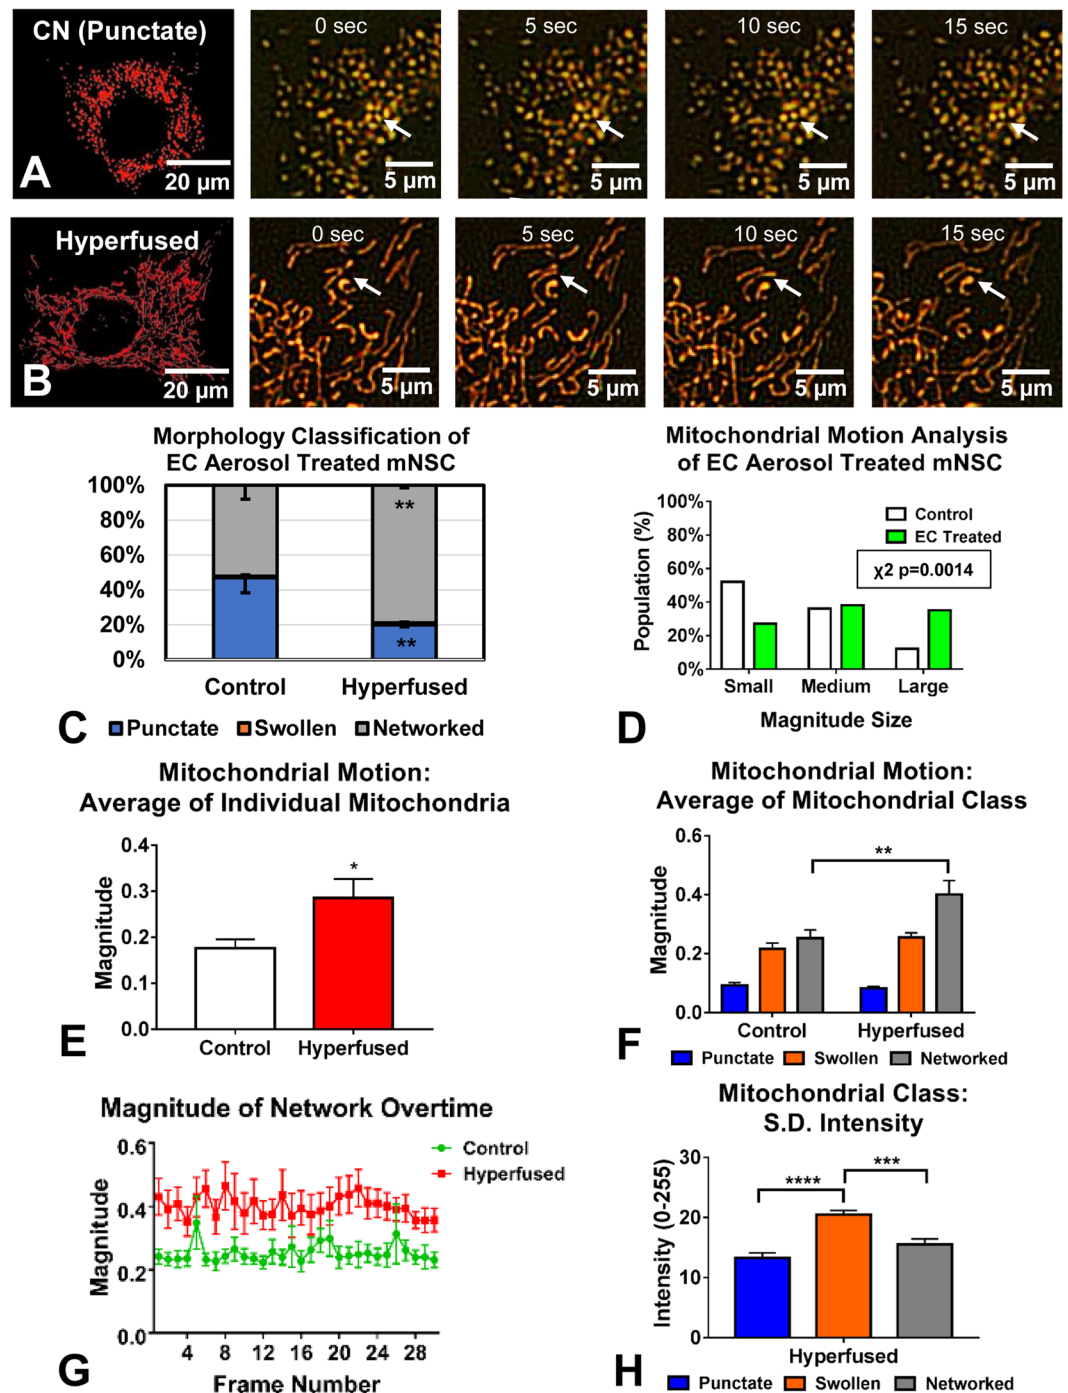 CN (Punctate)
0 sec
5 sec
10 sec
15 sec
A
20 µm
5 µm
5 µm
5 µm
5 µm
Hyperfused
0 sec
5 sec
10 sec
15 sec
B
20 µm
5 µm
5 µm
5 µm
5 µm
Morphology Classification of
EC Aerosol Treated mNSC
100%
80%
60%
40%
20%
0%
**
**
Control
Hyperfused
C
Punctate
Swollen
Networked
Mitochondrial Motion Analysis
of EC Aerosol Treated mNSC
Population (%)
100%
80%
60%
40%
20%
0%
Control
EC Treated
χ2 p=0.0014
Small
Medium
Large
Magnitude Size
D
Mitochondrial Motion:
Average of Individual Mitochondria
Magnitude
0.4
0.3
0.2
0.1
0.0
*
Control
Hyperfused
E
Mitochondrial Motion:
Average of Mitochondrial Class
Magnitude
0.6
0.4
0.2
0.0
**
Control
Hyperfused
F
Punctate
Swollen
Networked
Magnitude of Network Overtime
Magnitude
0.6
0.4
0.2
0.0
Control
Hyperfused
4 8 12 16 20 24 28
Frame Number
G
Mitochondrial Class:
S.D. Intensity
Intensity (0-255)
30
20
10
0
****
***
Hyperfused
H
Punctate
Swollen
Networked